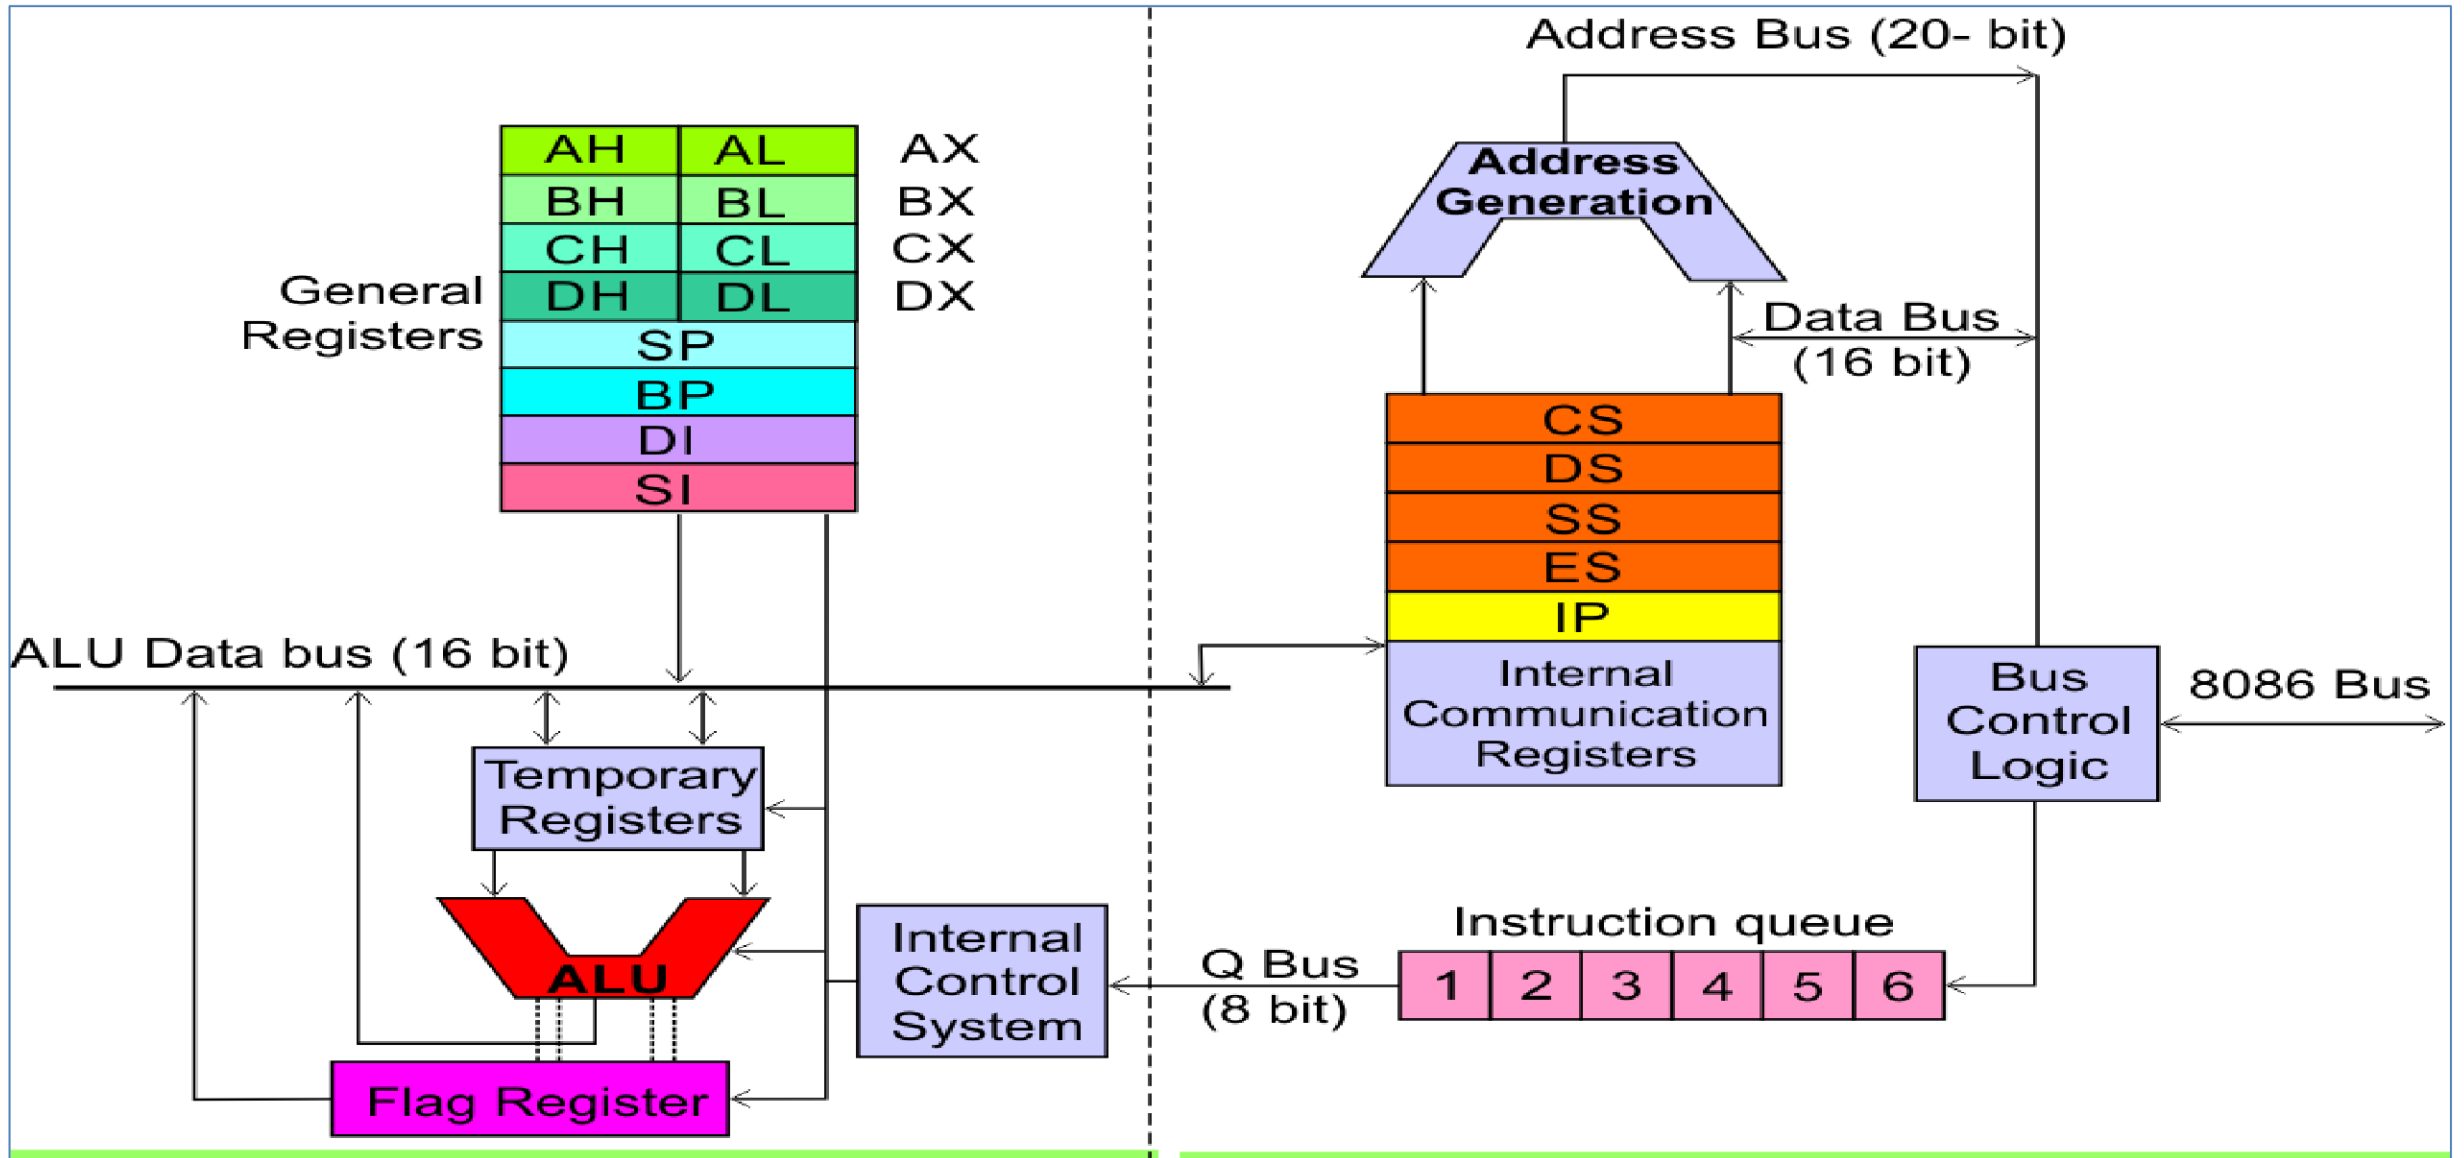 Address Bus (20- bit)
AH AL AX
BH BL BX
CH CL CX
DH DL DX
General
Registers
SP
BP
DI
SI
Address
Generation
Data Bus
(16 bit)
CS
DS
SS
ES
IP
Internal
Communication
Registers
ALU Data bus (16 bit)
Bus
Control
Logic
8086 Bus
Temporary
Registers
ALU
Internal
Control
System
Q Bus
(8 bit)
Instruction queue
1 2 3 4 5 6
Flag Register